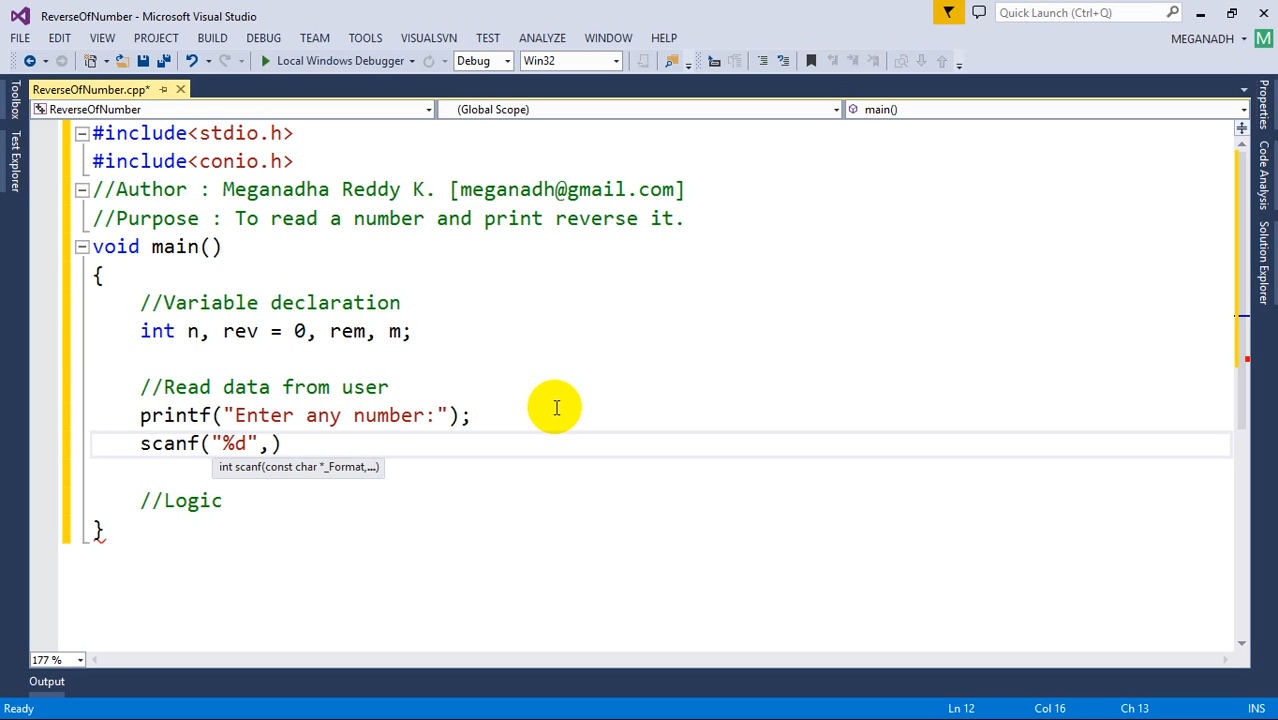 ReverseOfNumber - Microsoft Visual Studio
Quick Launch (Ctrl+Q)
FILE EDIT VIEW PROJECT BUILD DEBUG TEAM TOOLS VISUALSVN TEST ANALYZE WINDOW HELP
MEGANADH M
Local Windows Debugger Debug Win32
ReverseOfNumber.cpp*
ReverseOfNumber (Global Scope) main()
Toolbox
Test Explorer
Properties
Code Analysis
Solution Explorer
#include<stdio.h>
#include<conio.h>
//Author : Meganadha Reddy K. [meganadh@gmail.com]
//Purpose : To read a number and print reverse it.
void main()
{
//Variable declaration
int n, rev = 0, rem, m;
//Read data from user
printf("Enter any number:");
scanf("%d",)
int scanf(const char *_Format,...)
//Logic
}
177 %
Output
Ready Ln 12 Col 16 Ch 13 INS